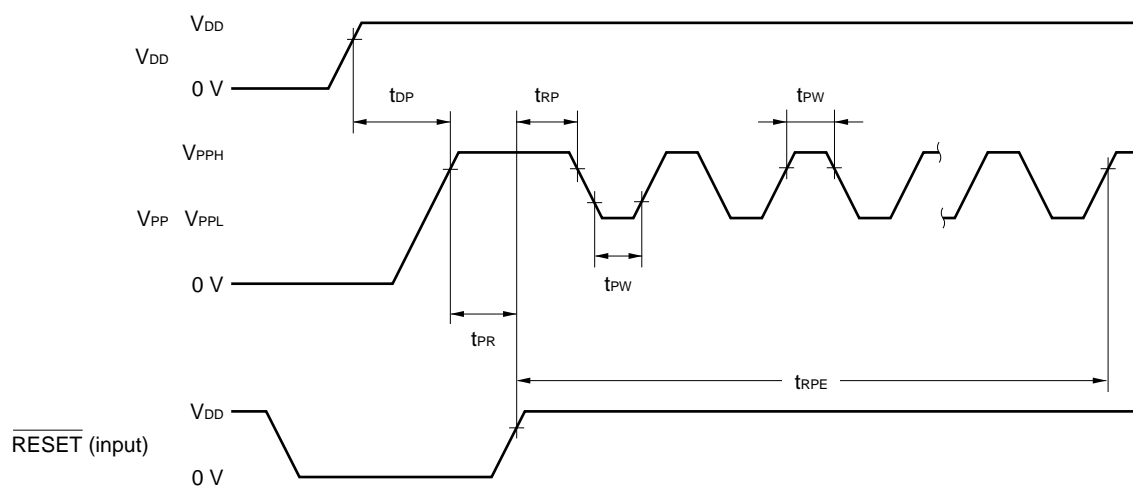 VDD
VDD
0 V
tDP
tRP
tPW
VPPH
VPP VPPL
0 V
tPW
tPR
tRPE
VDD
RESET (input)
0 V